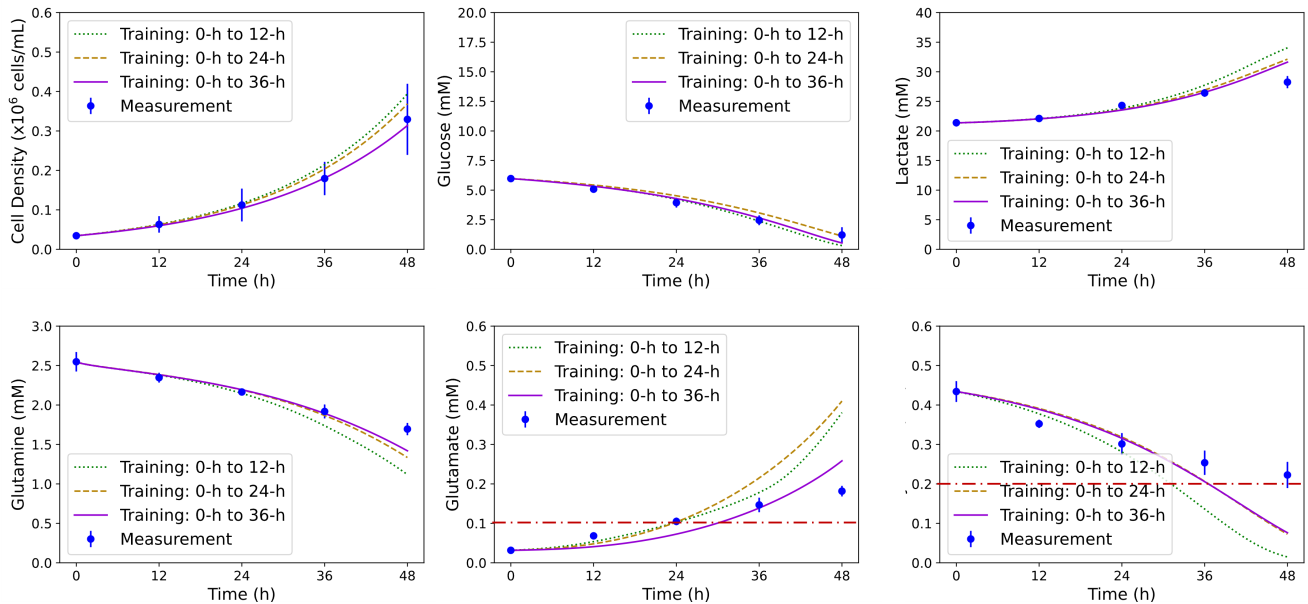 Cell Density (x10⁶ cells/mL)
0.6
0.5
0.4
0.3
0.2
0.1
0.0
Training: 0-h to 12-h
Training: 0-h to 24-h
Training: 0-h to 36-h
Measurement
0 12 24 36 48
Time (h)
Glucose (mM)
20.0
17.5
15.0
12.5
10.0
7.5
5.0
2.5
0.0
Training: 0-h to 12-h
Training: 0-h to 24-h
Training: 0-h to 36-h
Measurement
0 12 24 36 48
Time (h)
Lactate (mM)
40
35
30
25
20
15
10
5
0
Training: 0-h to 12-h
Training: 0-h to 24-h
Training: 0-h to 36-h
Measurement
0 12 24 36 48
Time (h)
Glutamine (mM)
3.0
2.5
2.0
1.5
1.0
0.5
0.0
Training: 0-h to 12-h
Training: 0-h to 24-h
Training: 0-h to 36-h
Measurement
0 12 24 36 48
Time (h)
Glutamate (mM)
0.6
0.5
0.4
0.3
0.2
0.1
0.0
Training: 0-h to 12-h
Training: 0-h to 24-h
Training: 0-h to 36-h
Measurement
0 12 24 36 48
Time (h)
0.6
0.5
0.4
0.3
0.2
0.1
0.0
Training: 0-h to 12-h
Training: 0-h to 24-h
Training: 0-h to 36-h
Measurement
0 12 24 36 48
Time (h)